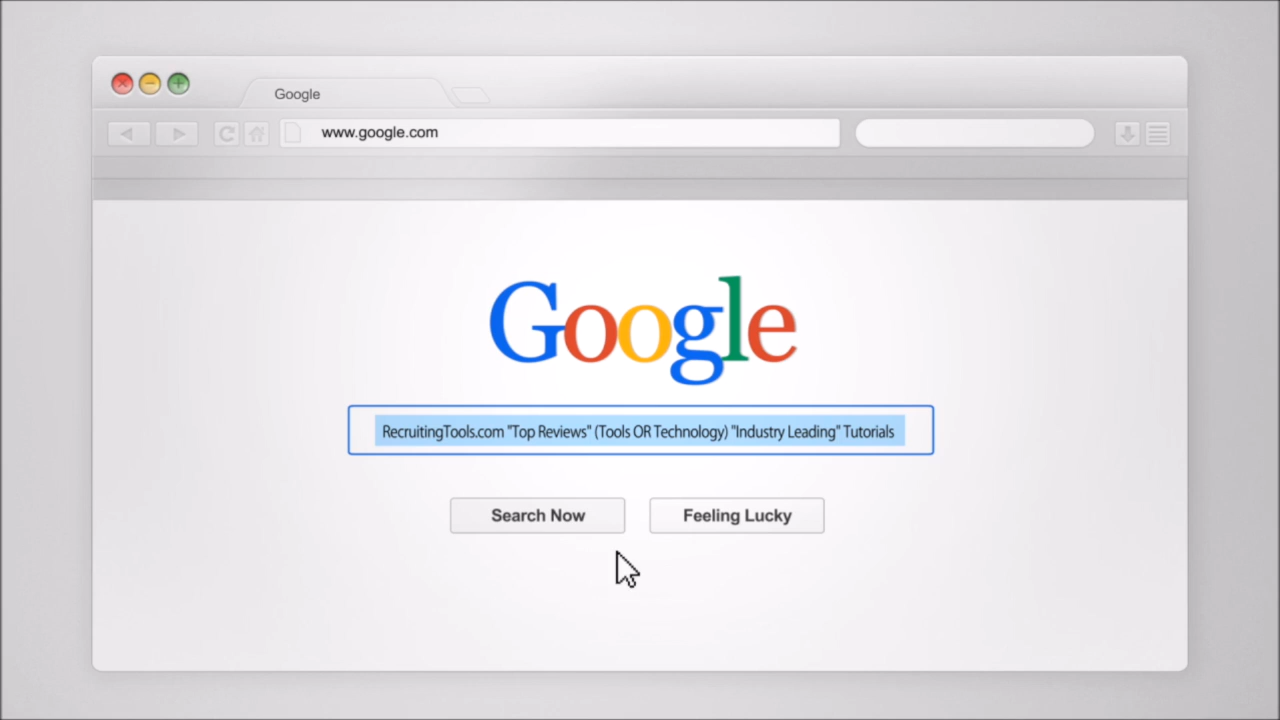 Google
www.google.com
Google
RecruitingTools.com "Top Reviews" (Tools OR Technology) "Industry Leading" Tutorials
Search Now
Feeling Lucky